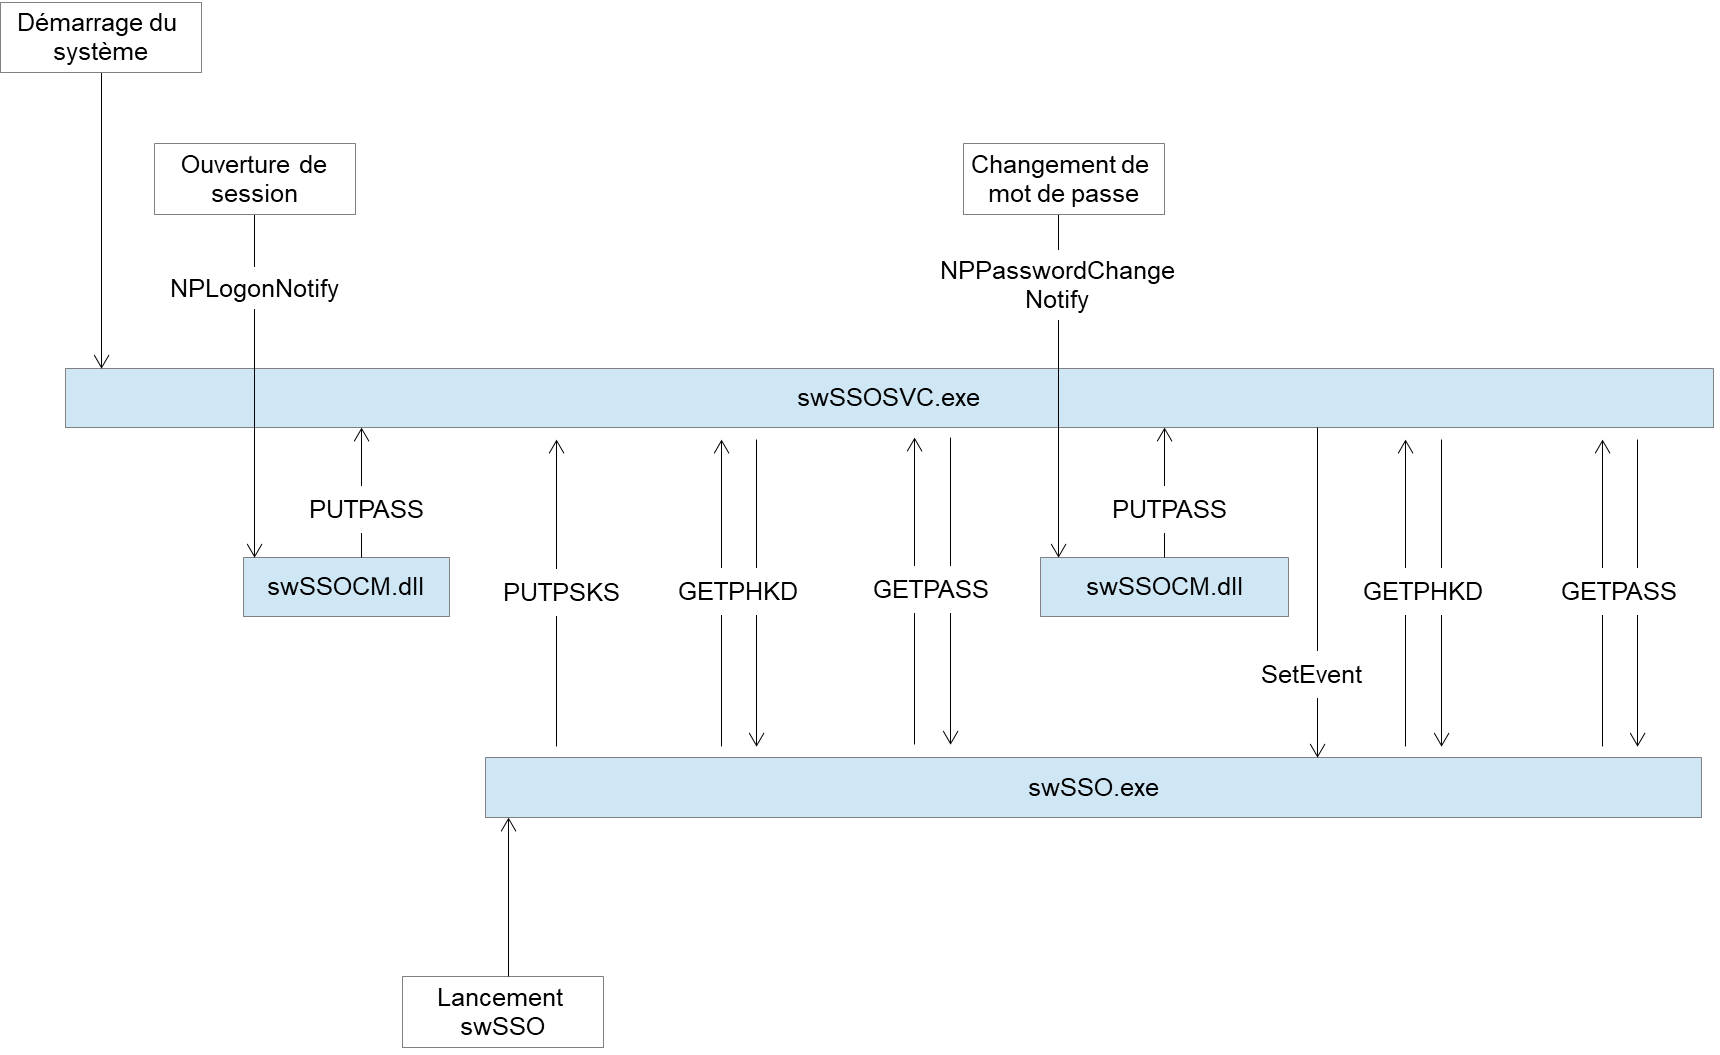 Démarrage du
système
Ouverture de
session
Changement de
mot de passe
NPLogonNotify
NPPasswordChange
Notify
swSSOSVC.exe
PUTPASS
PUTPASS
swSSOCM.dll
PUTPSKS
GETPHKD
GETPASS
swSSOCM.dll
GETPHKD
GETPASS
SetEvent
swSSO.exe
Lancement
swSSO